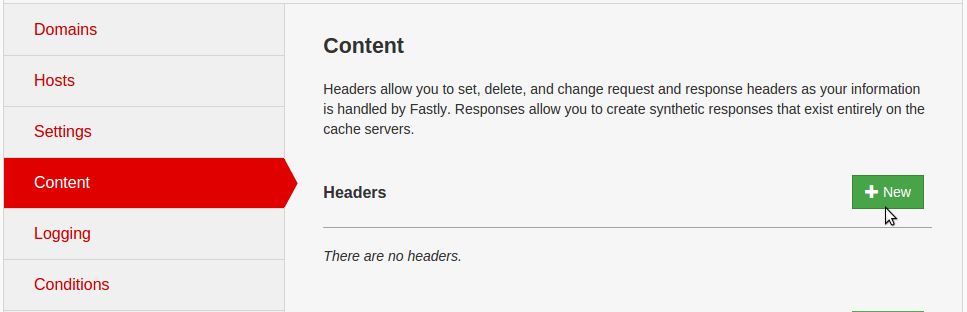 Domains
Hosts
Settings
Content
Logging
Conditions
Content
Headers allow you to set, delete, and change request and response headers as your information
is handled by Fastly. Responses allow you to create synthetic responses that exist entirely on the
cache servers.
Headers
New
There are no headers.